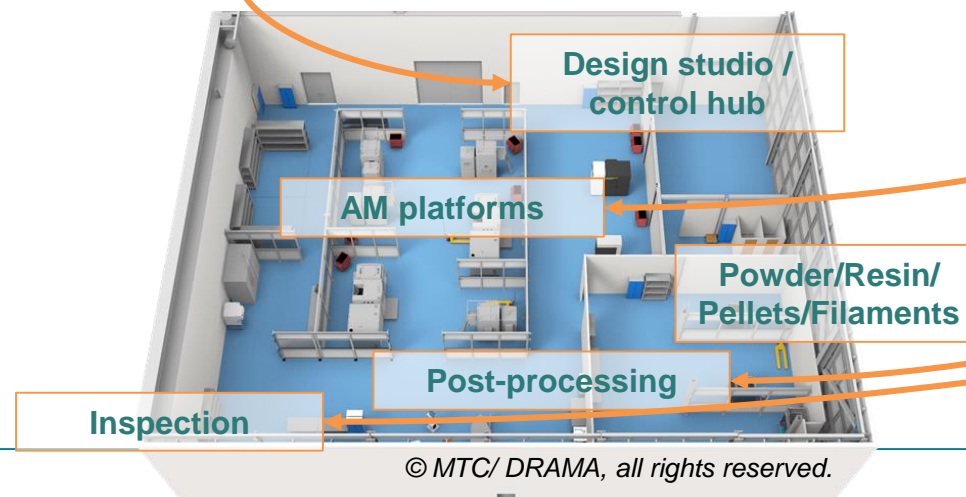 Design studio /
control hub
AM platforms
Powder/Resin/
Pellets/Filaments
Post-processing
Inspection
© MTC/ DRAMA, all rights reserved.